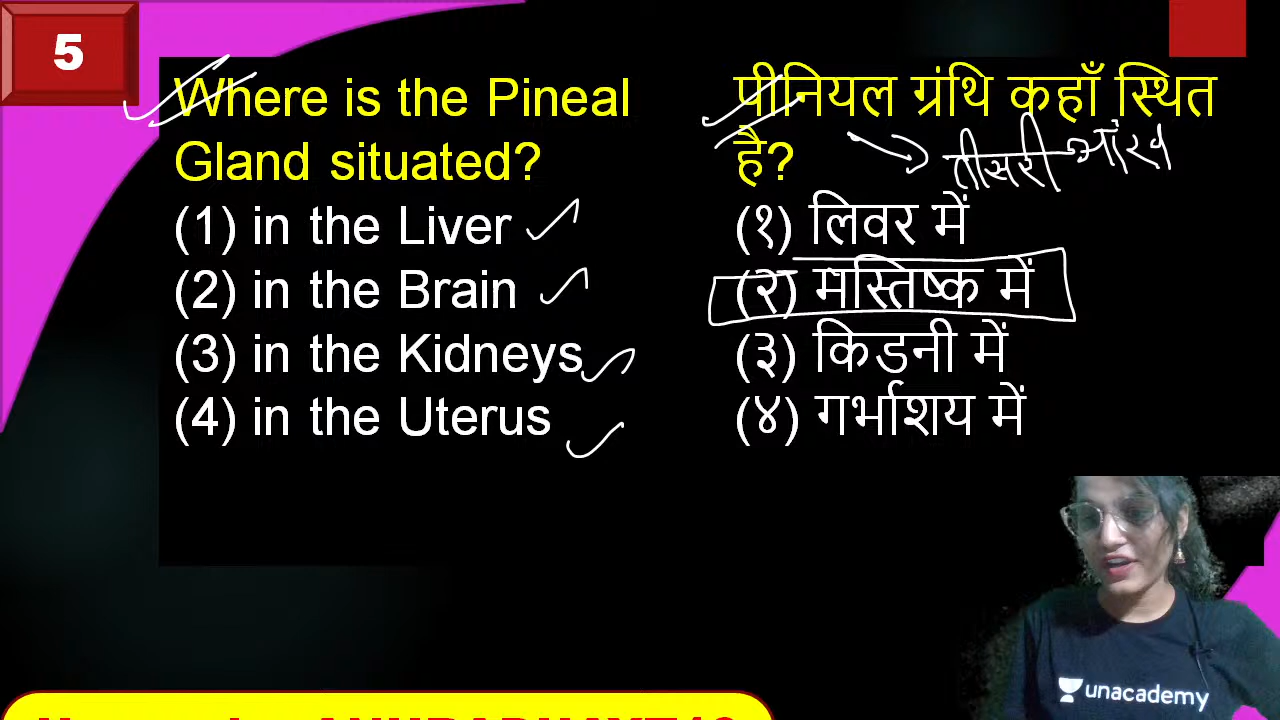 5
Where is the Pineal
Gland situated?
(1) in the Liver
(2) in the Brain
(3) in the Kidneys
(4) in the Uterus
पीनियल ग्रंथि कहाँ स्थित
है?
तीसरी आंख
(१) लिवर में
(२) मस्तिष्क में
(३) किडनी में
(४) गर्भाशय में
unacademy